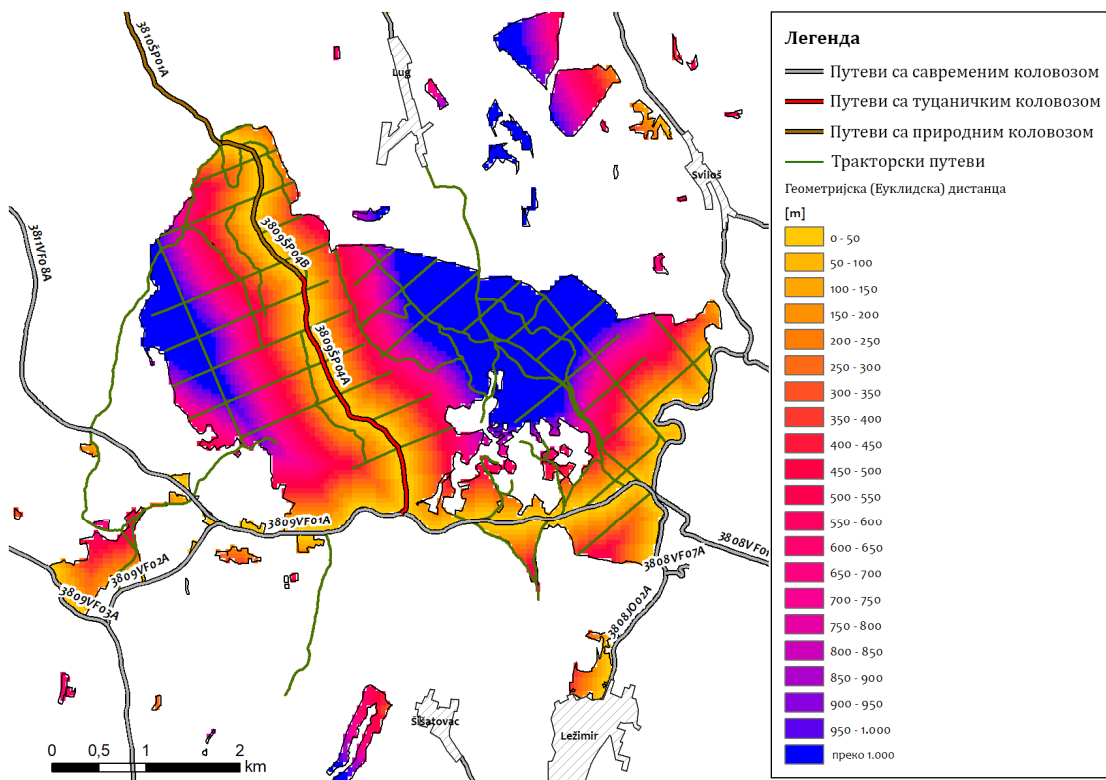 3810ŠP01A
Lug
Sviloš
3811VF08A
3809ŠP04B
3809ŠP04A
3809VF01A
3809VF02A
3809VF03A
3808VF01
3808VF07A
3808JO02A
Šišatovac
Ležimir
0 0,5 1 2
km
Легенда
Путеви са савременим коловозом
Путеви са туцаничким коловозом
Путеви са природним коловозом
Тракторски путеви
Геометријска (Еуклидска) дистанца
[m]
0 - 50
50 - 100
100 - 150
150 - 200
200 - 250
250 - 300
300 - 350
350 - 400
400 - 450
450 - 500
500 - 550
550 - 600
600 - 650
650 - 700
700 - 750
750 - 800
800 - 850
850 - 900
900 - 950
950 - 1.000
преко 1.000